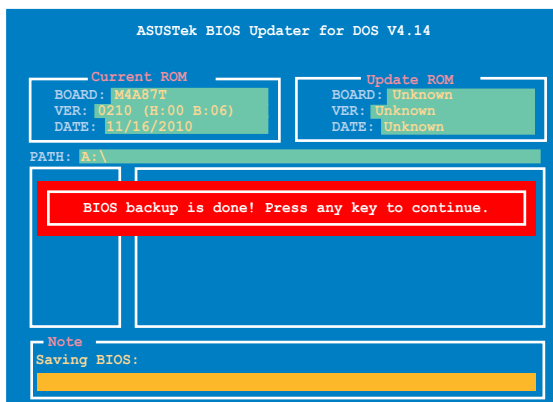 ASUSTek BIOS Updater for DOS V4.14
Current ROM
BOARD: M4A87T
VER: 0210 (H:00 B:06)
DATE: 11/16/2010
Update ROM
BOARD: Unknown
VER: Unknown
DATE: Unknown
PATH: A:\
BIOS backup is done! Press any key to continue.
Note
Saving BIOS: